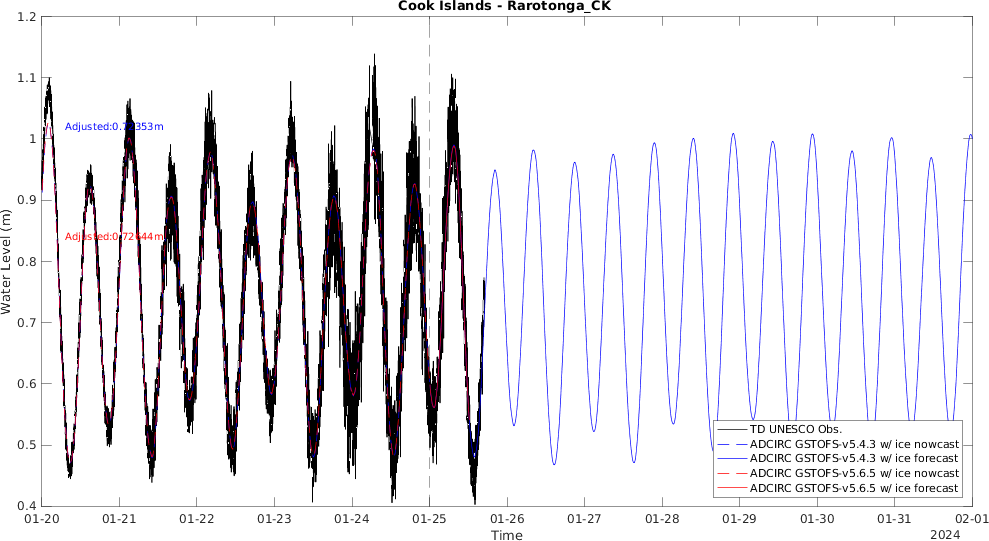 Cook Islands - Rarotonga_CK
1.2
1.1
1
0.9
0.8
0.7
0.6
0.5
0.4
Water Level (m)
Adjusted:0.72644m
TD UNESCO Obs.
ADCIRC GSTOFS-v5.4.3 w/ ice nowcast
ADCIRC GSTOFS-v5.4.3 w/ ice forecast
ADCIRC GSTOFS-v5.6.5 w/ ice nowcast
ADCIRC GSTOFS-v5.6.5 w/ ice forecast
01-20 01-21 01-22 01-23 01-24 01-25 01-26 01-27 01-28 01-29 01-30 01-31 02-01
Time
2024